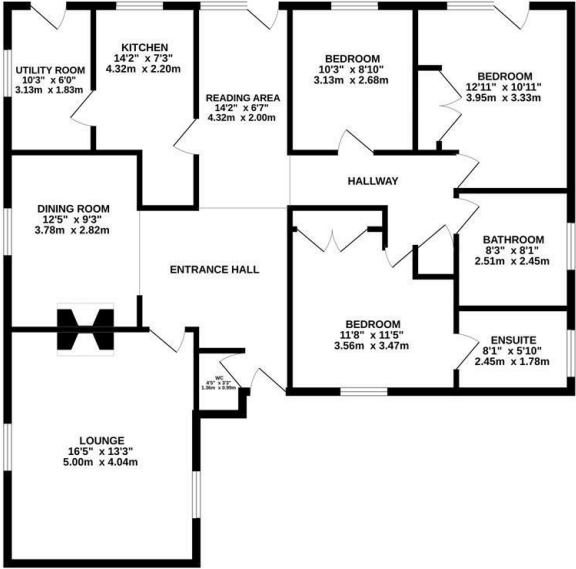 KITCHEN
14'2" x 7'3"
4.32m x 2.20m
UTILITY ROOM
10'3" x 6'0"
3.13m x 1.83m
READING AREA
14'2" x 6'7"
4.32m x 2.00m
BEDROOM
10'3" x 8'10"
3.13m x 2.68m
BEDROOM
12'11" x 10'11"
3.95m x 3.33m
HALLWAY
DINING ROOM
12'5" x 9'3"
3.78m x 2.82m
BATHROOM
8'3" x 8'1"
2.51m x 2.45m
ENTRANCE HALL
BEDROOM
11'8" x 11'5"
3.56m x 3.47m
ENSUITE
8'1" x 5'10"
2.45m x 1.78m
WC
LOUNGE
16'5" x 13'3"
5.00m x 4.04m